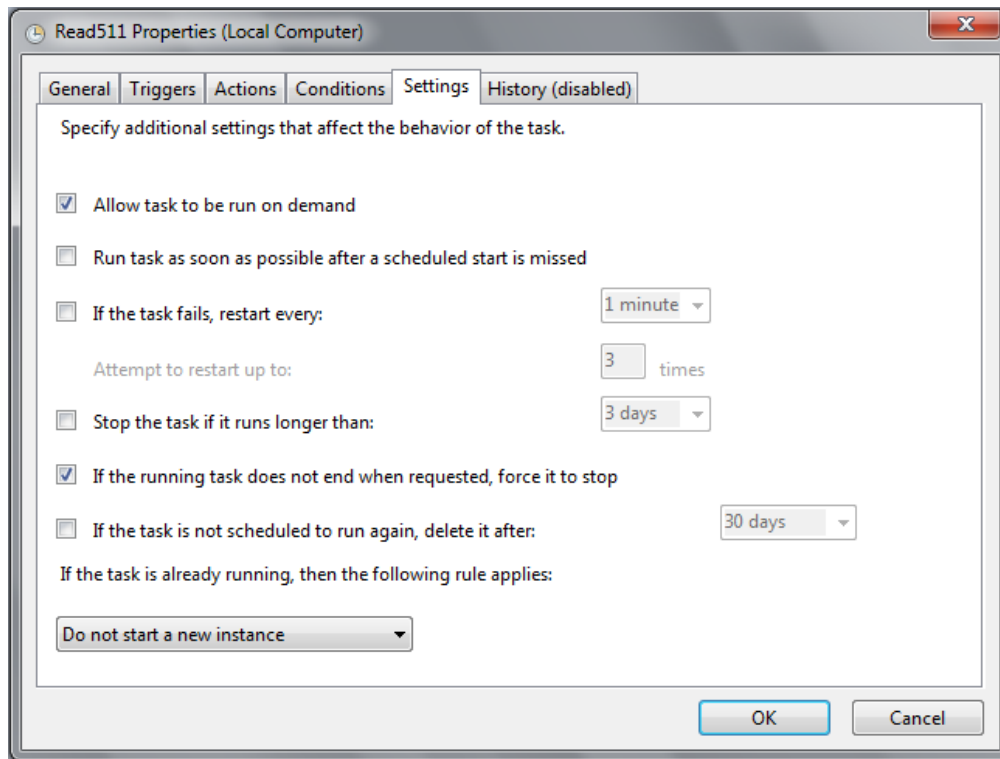 Read511 Properties (Local Computer)
General Triggers Actions Conditions Settings History (disabled)
Specify additional settings that affect the behavior of the task.
Allow task to be run on demand
Run task as soon as possible after a scheduled start is missed
If the task fails, restart every: 1 minute
Attempt to restart up to: 3 times
Stop the task if it runs longer than: 3 days
If the running task does not end when requested, force it to stop
If the task is not scheduled to run again, delete it after: 30 days
If the task is already running, then the following rule applies:
Do not start a new instance
OK Cancel